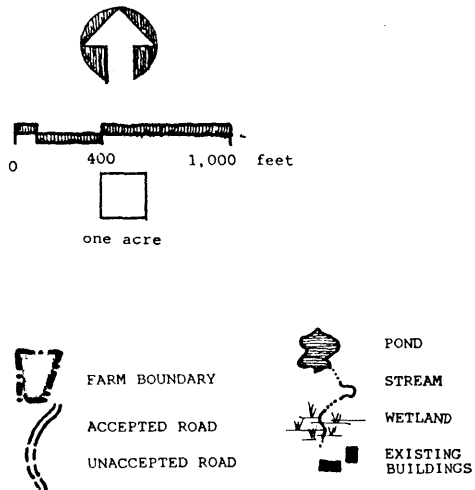 0 400 1,000 feet
one acre
FARM BOUNDARY
ACCEPTED ROAD
UNACCEPTED ROAD
POND
STREAM
WETLAND
EXISTING
BUILDINGS